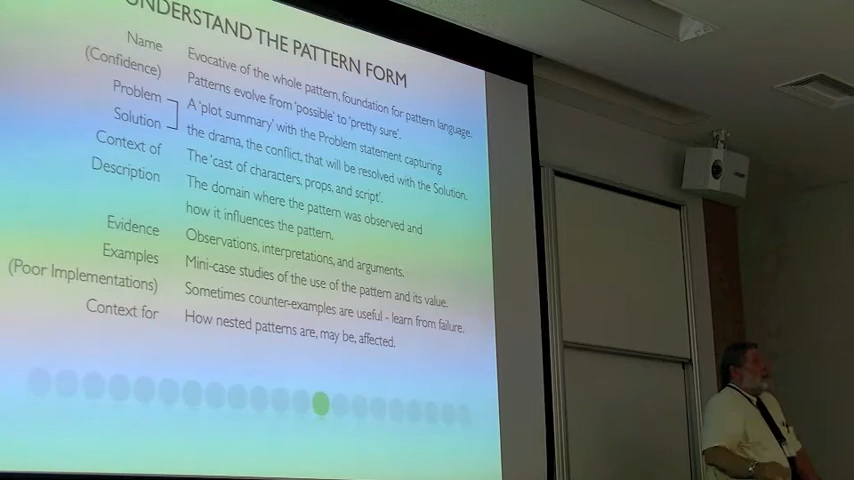 UNDERSTAND THE PATTERN FORM
Name Evocative of the whole pattern, foundation for pattern language.
(Confidence) Patterns evolve from 'possible' to 'pretty sure'.
Problem A 'plot summary' with the Problem statement capturing
Solution the drama, the conflict, that will be resolved with the Solution.
Context of The 'cast of characters, props, and script'.
Description The domain where the pattern was observed and
how it influences the pattern.
Evidence Observations, interpretations, and arguments.
Examples Mini-case studies of the use of the pattern and its value.
(Poor Implementations) Sometimes counter-examples are useful - learn from failure.
Context for How nested patterns are, may be, affected.